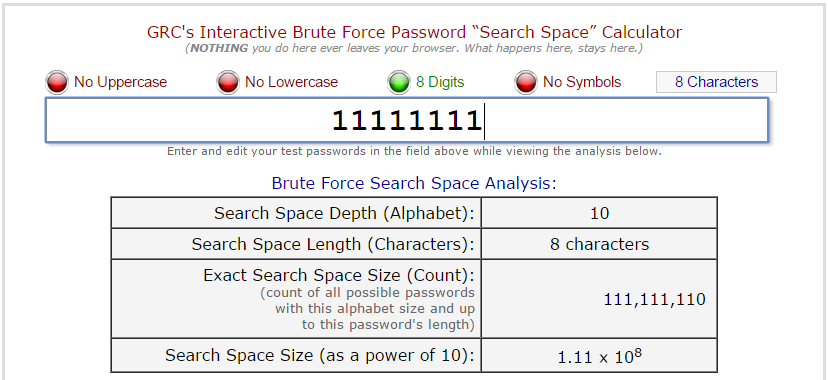 GRC's Interactive Brute Force Password “Search Space” Calculator
(NOTHING you do here ever leaves your browser. What happens here, stays here.)
No Uppercase No Lowercase 8 Digits No Symbols 8 Characters
11111111
Enter and edit your test passwords in the field above while viewing the analysis below.
Brute Force Search Space Analysis:
Search Space Depth (Alphabet): 10
Search Space Length (Characters): 8 characters
Exact Search Space Size (Count):
(count of all possible passwords
with this alphabet size and up
to this password's length)
111,111,110
Search Space Size (as a power of 10): 1.11 x 10⁸